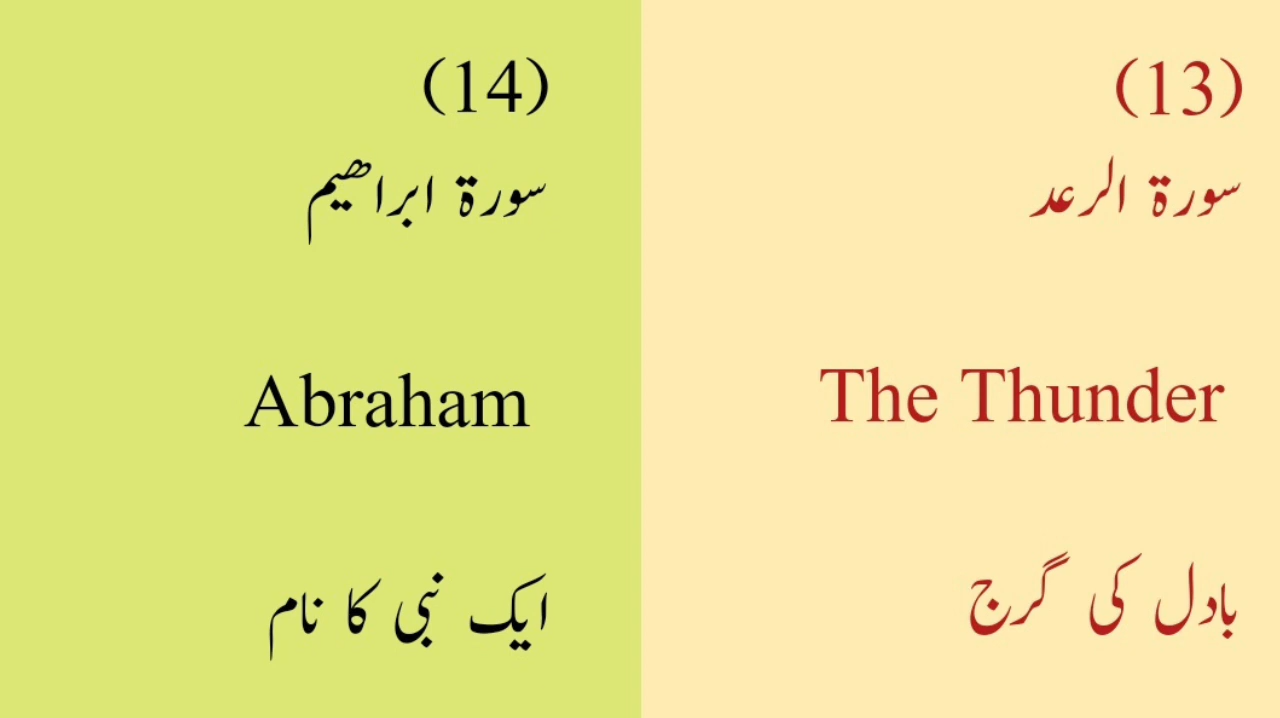 (13)
سورۃ الرعد
The Thunder
بادل کی گرج
(14)
سورۃ ابراھیم
Abraham
ایک نبی کا نام